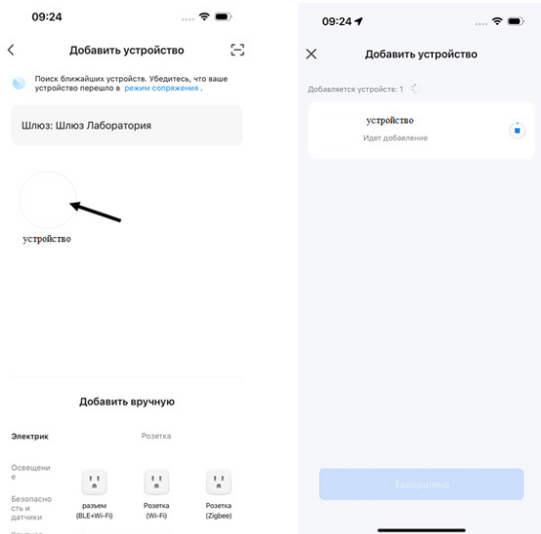 09:24
Добавить устройство
Поиск ближайших устройств. Убедитесь, что ваше
устройство перешло в режим сопряжения .
Шлюз: Шлюз Лаборатория
устройство
Добавить вручную
Электрик
Розетка
Освещени
е
Безопасно
сть и
датчики
разъем
(BLE+Wi-Fi)
Розетка
(Wi-Fi)
Розетка
(Zigbee)
09:24
Добавить устройство
Добавляется устройств: 1
устройство
Идет добавление
Завершено